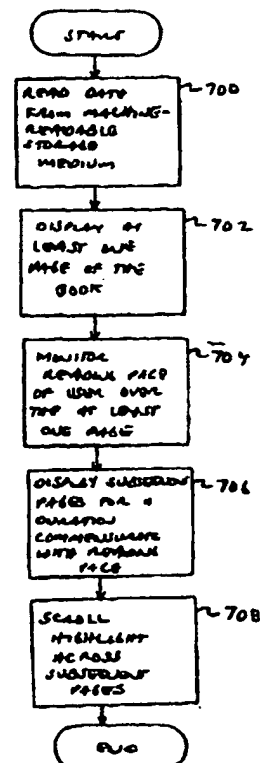 START
READ DATA
FROM MACHINE-
READABLE
STORAGE
MEDIUM
700
DISPLAY AT
LEAST ONE
PAGE OF THE
BOOK
702
MONITOR
READING PACE
OF USER OVER
THE AT LEAST
ONE PAGE
704
DISPLAY SUBSEQUENT
PAGES FOR A
DURATION
COMMENSURATE
WITH READING
PACE
706
SCROLL
HIGHLIGHT
ACROSS
SUBSEQUENT
PAGES
708
END